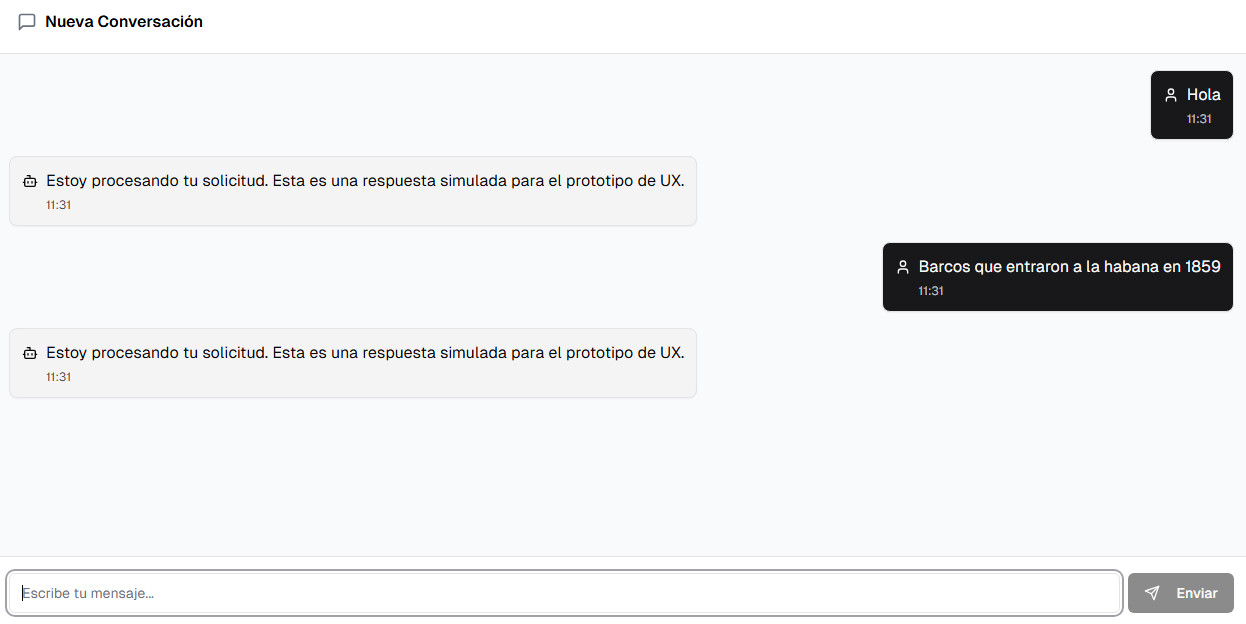 Nueva Conversación
Hola
11:31
Estoy procesando tu solicitud. Esta es una respuesta simulada para el prototipo de UX.
11:31
Barcos que entraron a la habana en 1859
11:31
Estoy procesando tu solicitud. Esta es una respuesta simulada para el prototipo de UX.
11:31
Escribe tu mensaje...
Enviar